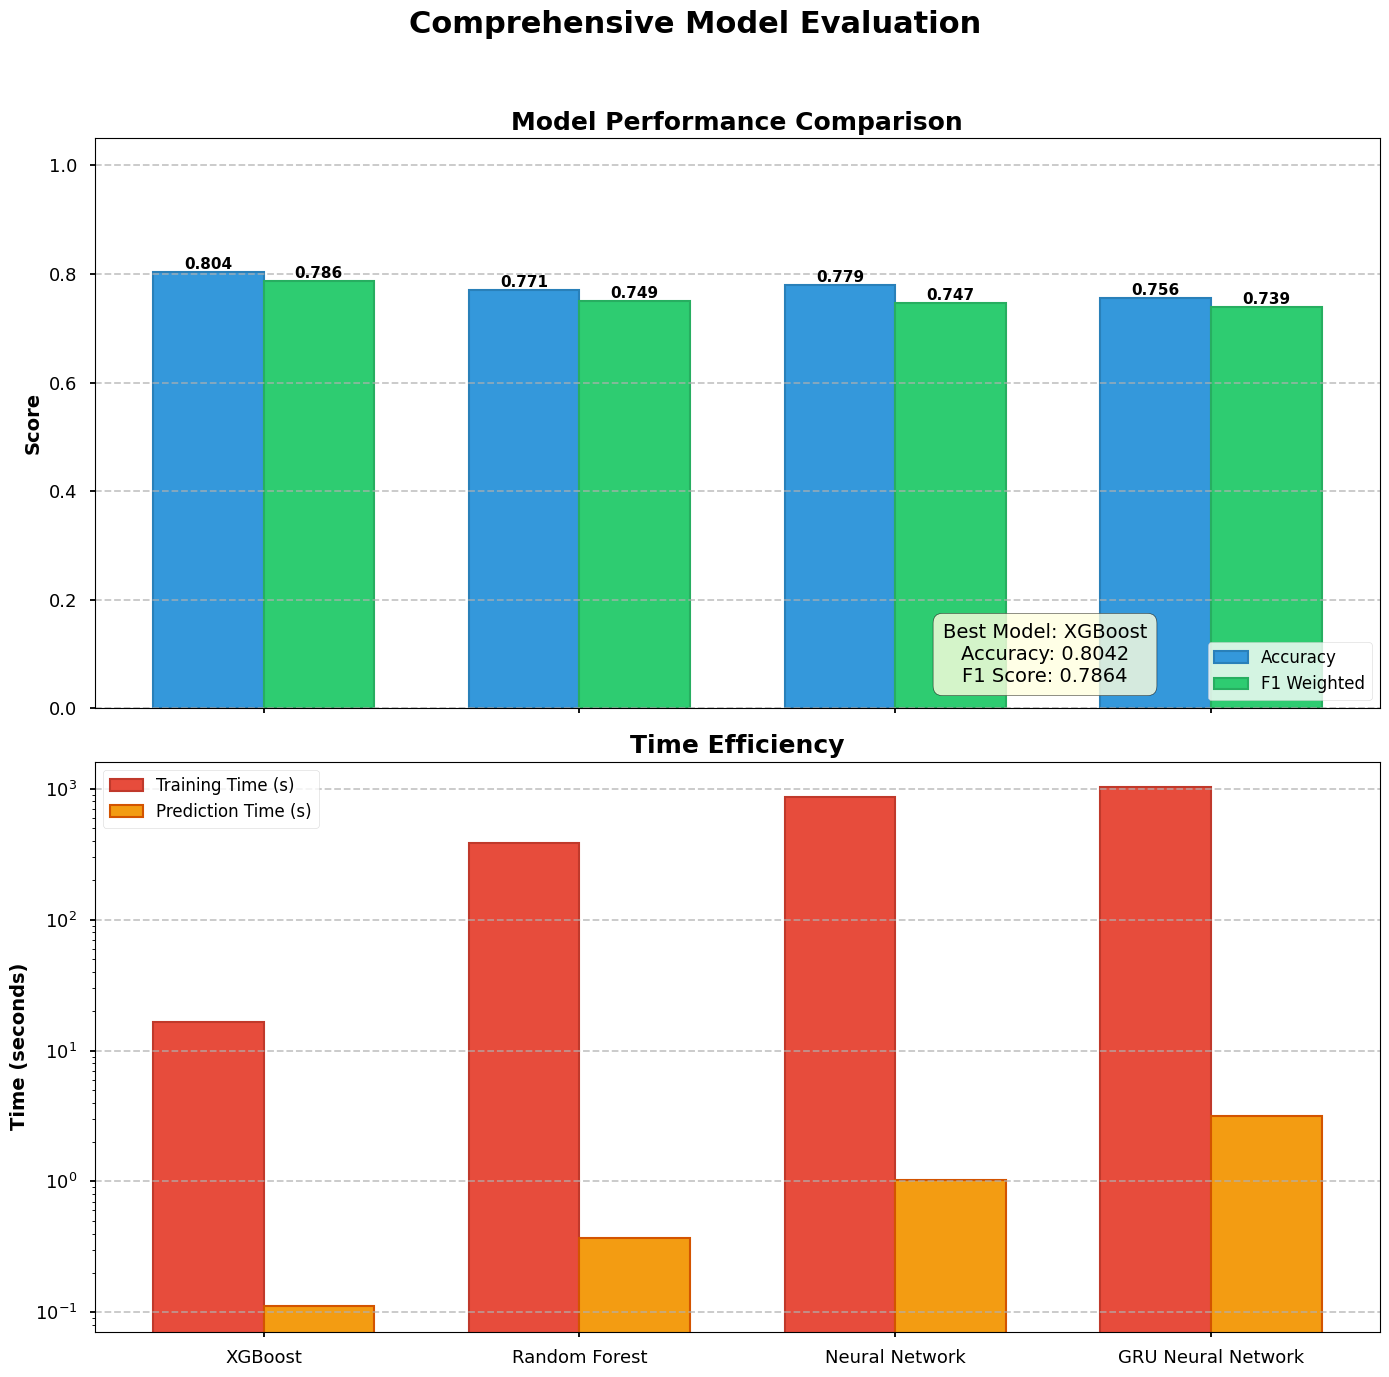 Comprehensive Model Evaluation
Model Performance Comparison
Score
1.0
0.8
0.6
0.4
0.2
0.0
0.804
0.786
0.771
0.749
0.779
0.747
0.756
0.739
Best Model: XGBoost
Accuracy: 0.8042
F1 Score: 0.7864
Accuracy
F1 Weighted
Time Efficiency
Time (seconds)
Training Time (s)
Prediction Time (s)
10³
10²
10¹
10⁰
10⁻¹
XGBoost
Random Forest
Neural Network
GRU Neural Network